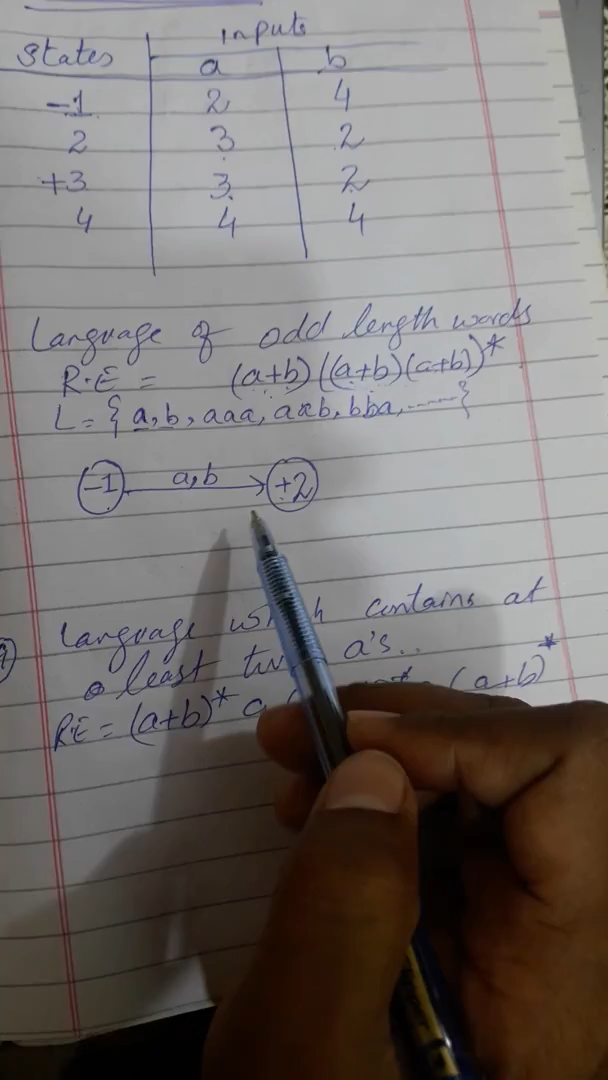 Inputs
States a b
-1 2 4
2 3 2
+3 3 2
4 4 4
Language of odd length words
R.E = (a+b)((a+b)(a+b))*
L = { a, b, aaa, aab, bba, ......}
-1 a,b +2
Language contains at
least two a's..
RE = (a+b)* a (a+b)*